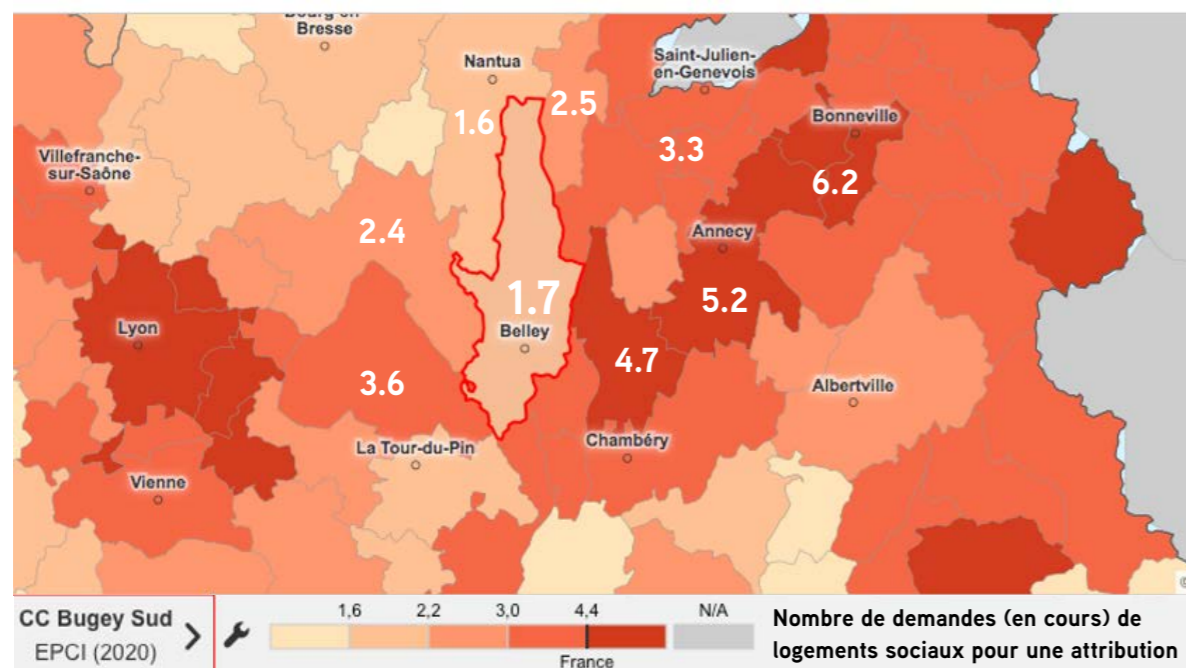 Bourg-en-
Bresse
Nantua
Saint-Julien-
en-Genevois
2.5
1.6
Bonneville
3.3
Villefranche-
sur-Saône
6.2
2.4
Annecy
1.7
5.2
Lyon
Belley
4.7
3.6
Albertville
Chambéry
La Tour-du-Pin
Vienne
©
CC Bugey Sud
EPCI (2020)
1,6 2,2 3,0 4,4 N/A
France
Nombre de demandes (en cours) de
logements sociaux pour une attribution